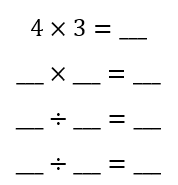 4 × 3 = __
__ × __ = __
__ ÷ __ = __
__ ÷ __ = __